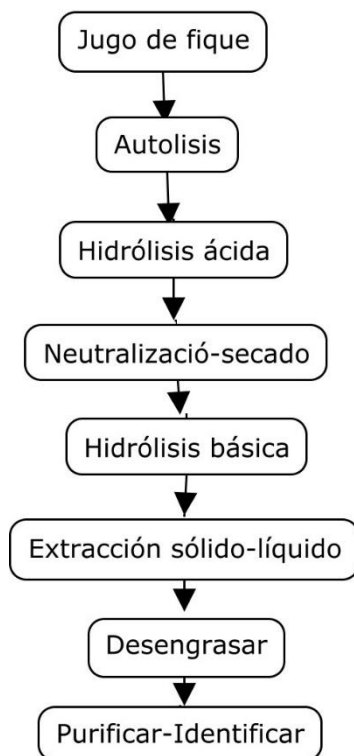 Jugo de fique
Autolisis
Hidrólisis ácida
Neutralizació-secado
Hidrólisis básica
Extracción sólido-líquido
Desengrasar
Purificar-Identificar